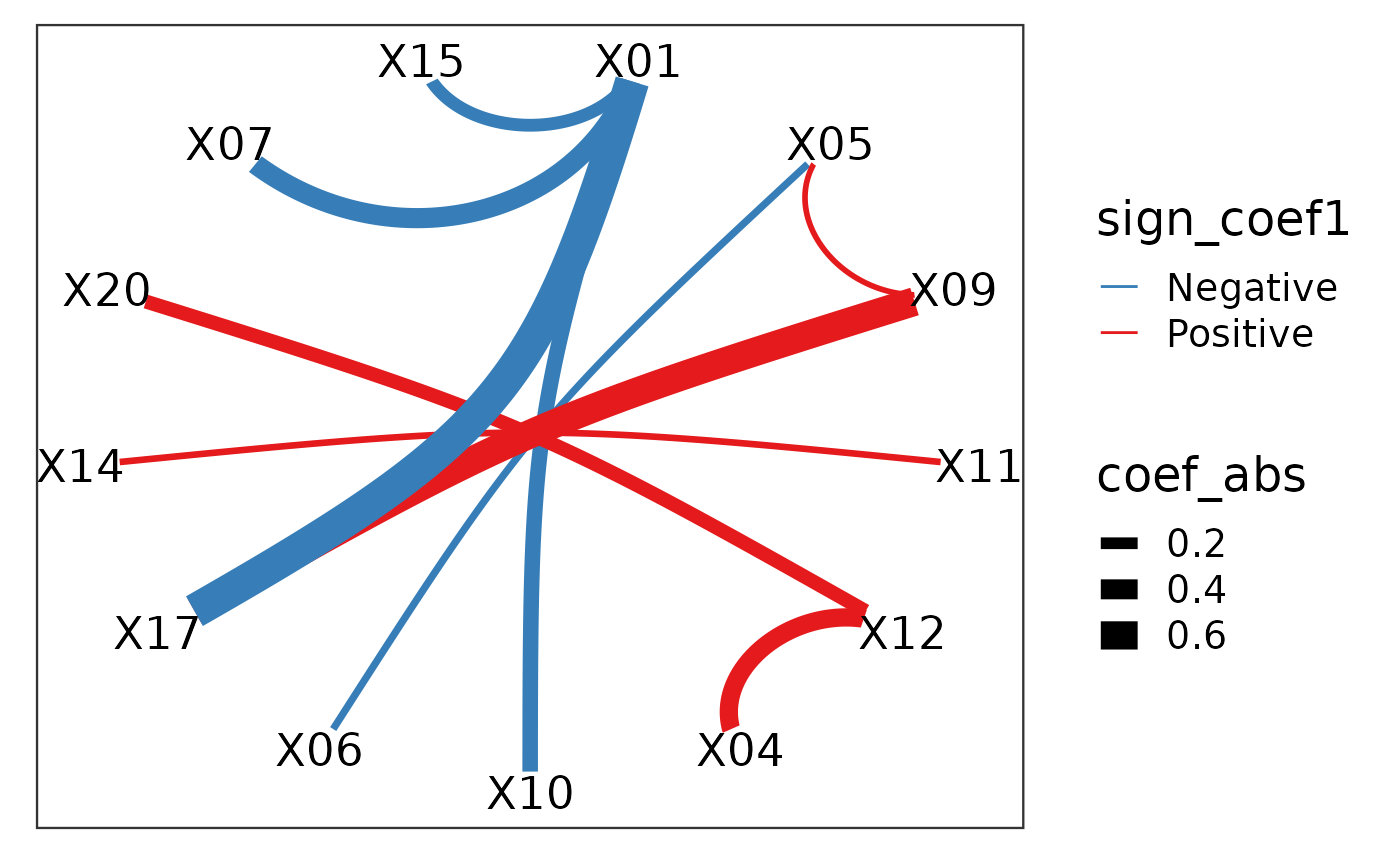 X15 X01
X07 X05
X20 X09
X14 X11
X17 X12
X06 X04
X10
sign_coef1
Negative
Positive
coef_abs
0.2
0.4
0.6